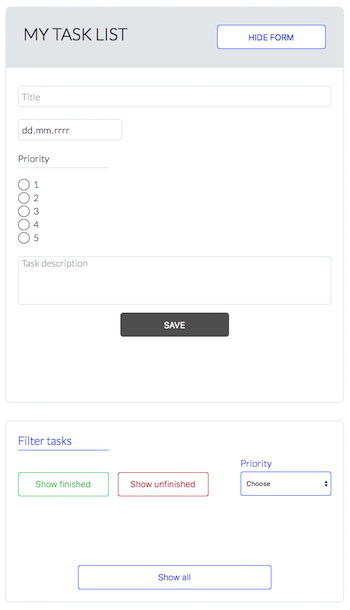 MY TASK LIST
HIDE FORM
Title
dd.mm.rrrr
Priority
1
2
3
4
5
Task description
SAVE
Filter tasks
Priority
Show finished
Show unfinished
Choose
Show all